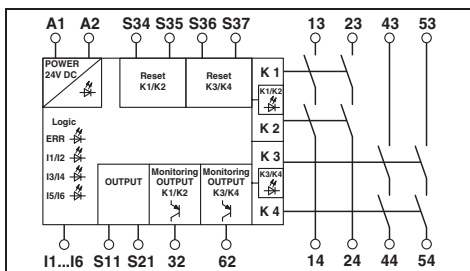 A1 A2 S34 S35 S36 S37 13 23 43 53
POWER
24V DC
Reset
K1/K2
Reset
K3/K4
K 1
K1/K2
K 2
Logic
ERR
I1/I2
I3/I4
I5/I6
K 3
K3/K4
K 4
OUTPUT
Monitoring
OUTPUT
K1/K2
Monitoring
OUTPUT
K3/K4
I1...I6 S11 S21 32 62 14 24 44 54